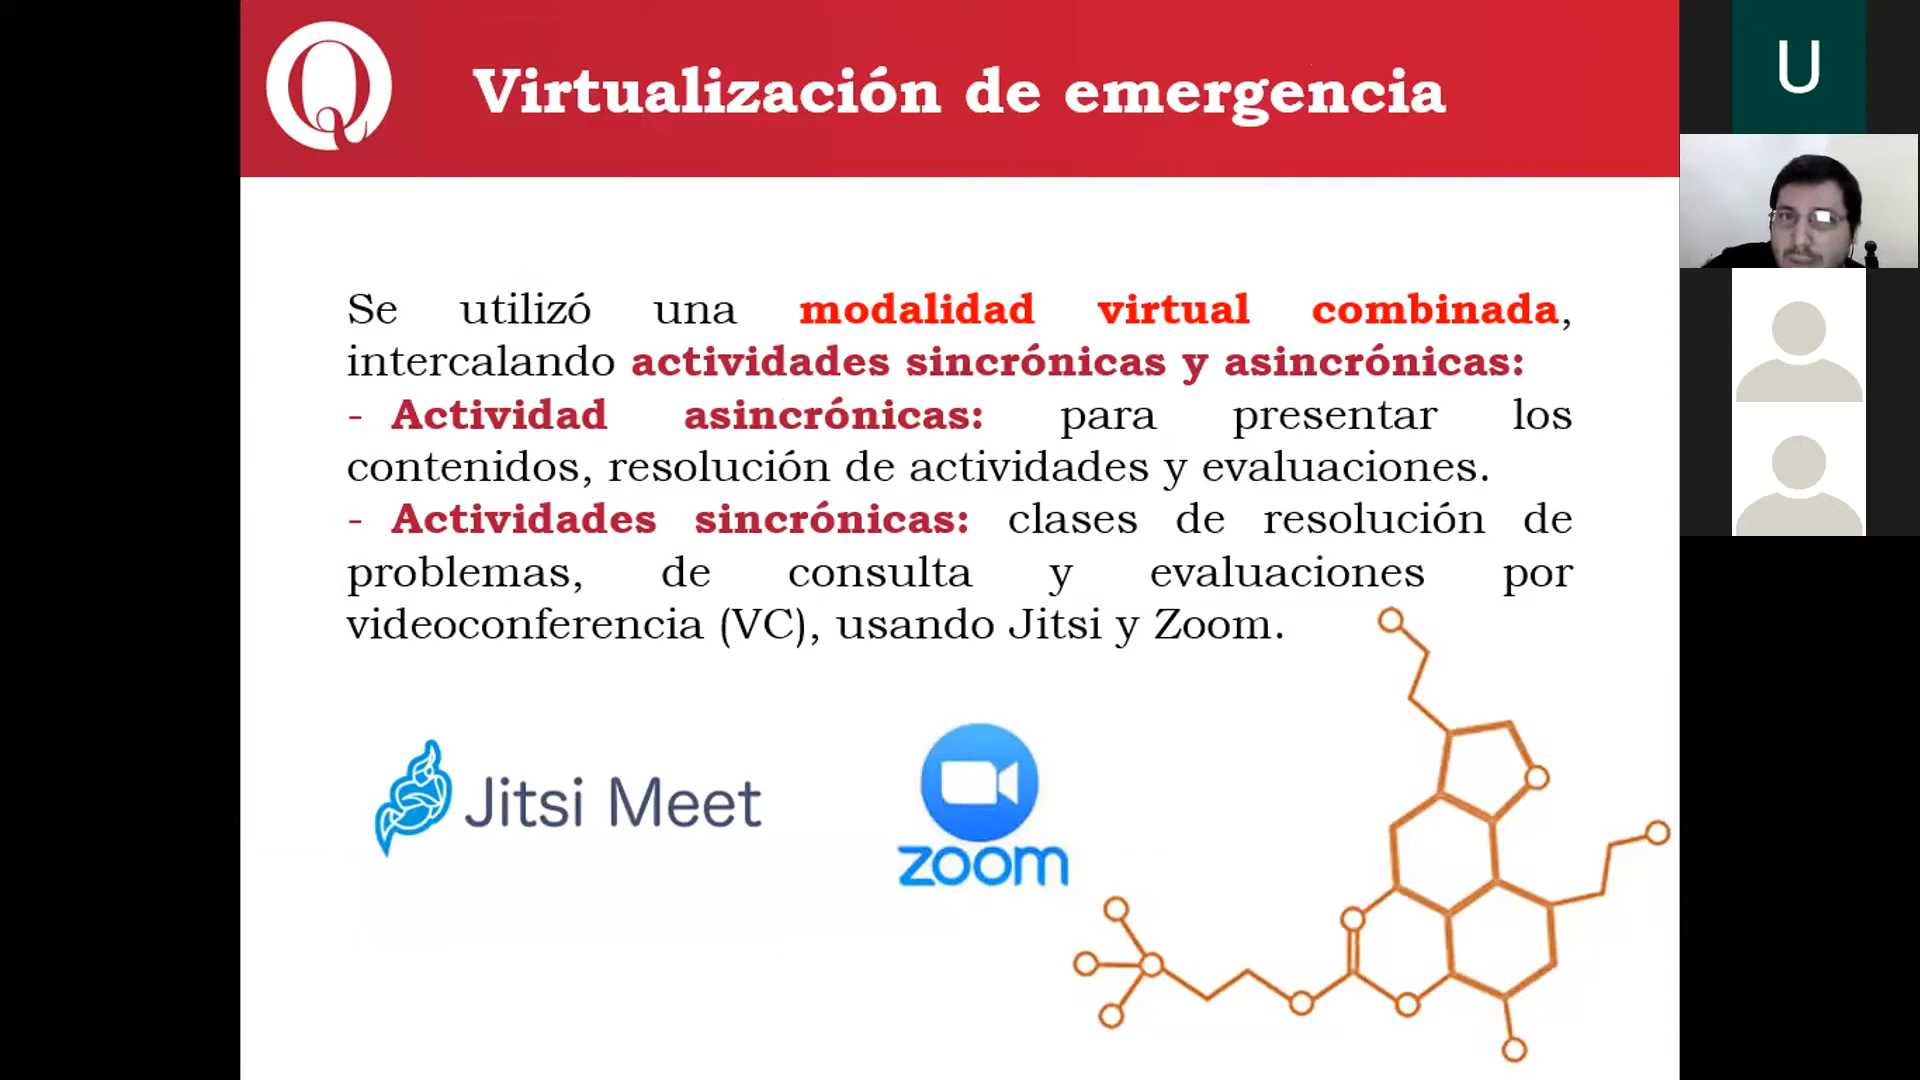 Virtualización de emergencia
U
Se utilizó una modalidad virtual combinada,
intercalando actividades sincrónicas y asincrónicas:
- Actividad asincrónicas: para presentar los
contenidos, resolución de actividades y evaluaciones.
- Actividades sincrónicas: clases de resolución de
problemas, de consulta y evaluaciones por
videoconferencia (VC), usando Jitsi y Zoom.
Jitsi Meet
zoom